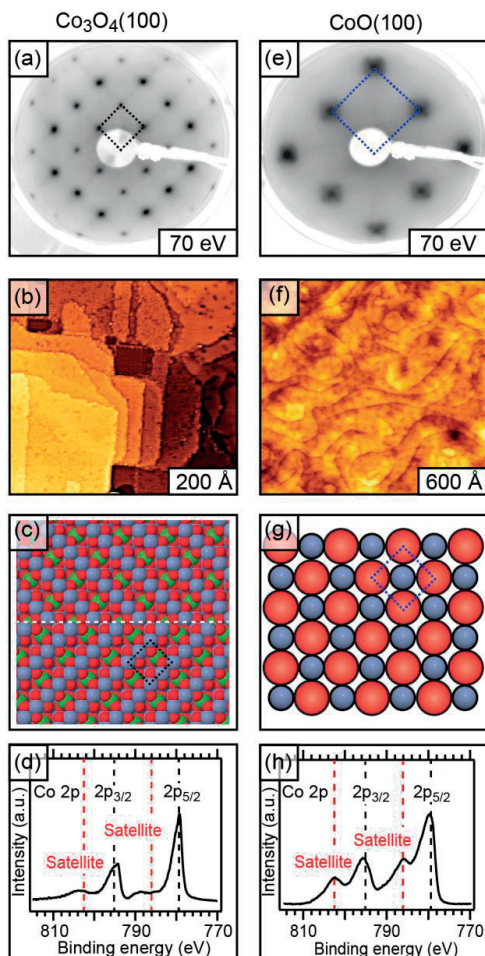 Co₃O₄(100)
CoO(100)
(a)
70 eV
(e)
70 eV
(b)
200 Å
(f)
600 Å
(c)
(g)
(d)
Co 2p
2p3/2
2p5/2
Satellite
Satellite
Intensity (a.u.)
810
790
770
Binding energy (eV)
(h)
Co 2p
2p3/2
2p5/2
Satellite
Satellite
Intensity (a.u.)
810
790
770
Binding energy (eV)